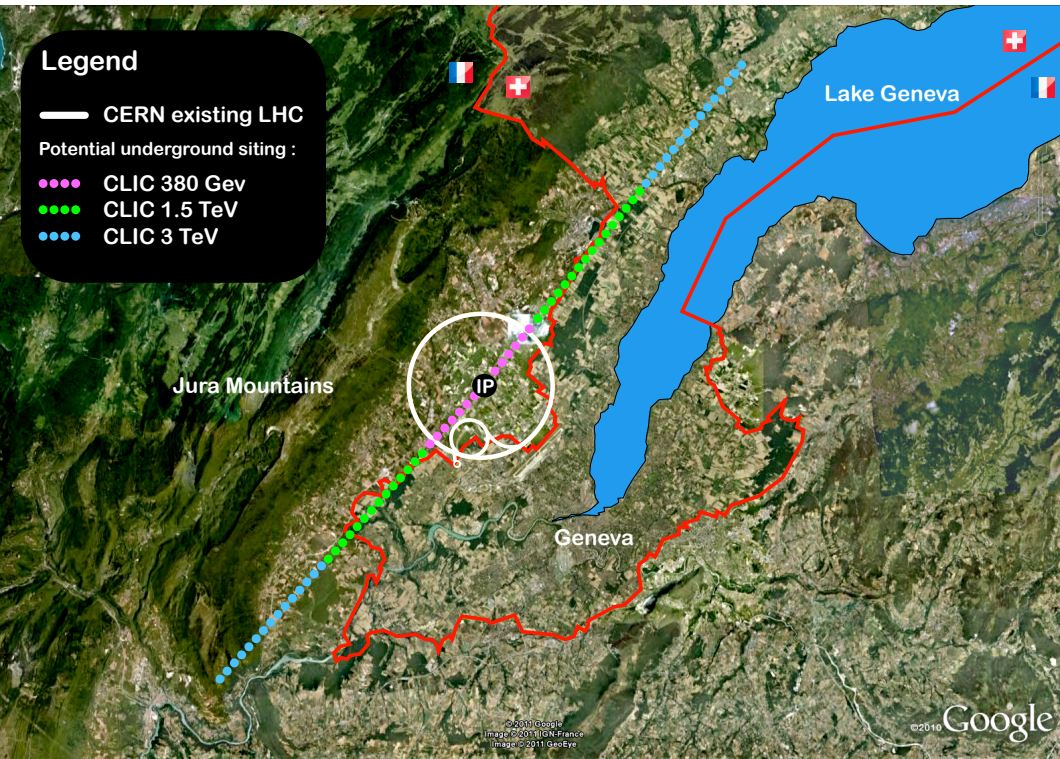 Legend
CERN existing LHC
Potential underground siting :
CLIC 380 Gev
CLIC 1.5 TeV
CLIC 3 TeV
Lake Geneva
Jura Mountains
IP
Geneva
© 2011 Google
Image © 2011 IGN-France
Image © 2011 GeoEye
©2010 Google